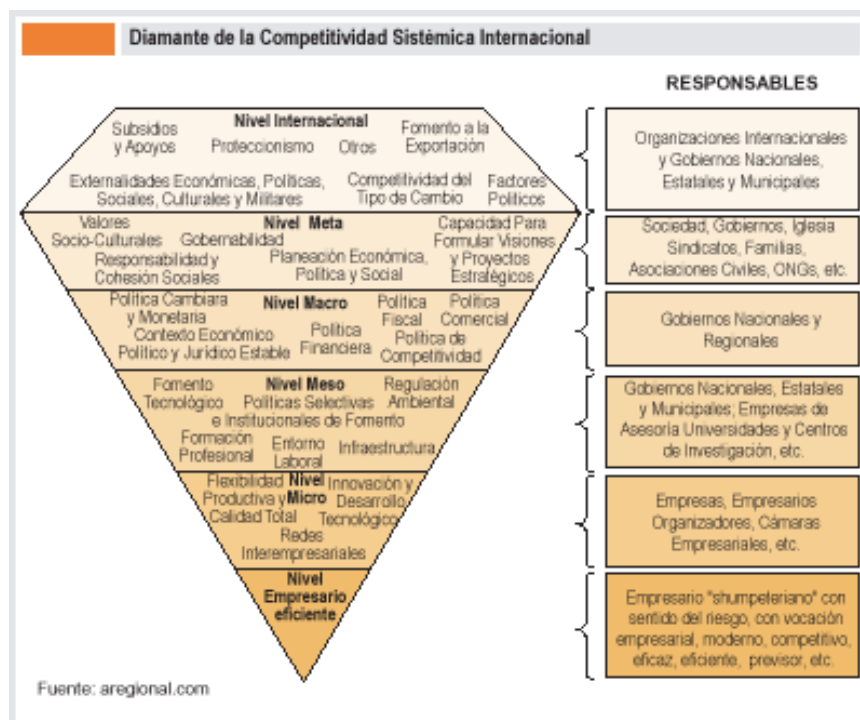 Diamante de la Competitividad Sistèmica Internacional
RESPONSABLES
Nivel Internacional
Subsidios
y Apoyos
Proteccionismo
Otros
Fomento a la
Exportación
Externalidades Económicas, Políticas,
Sociales, Culturales y Militares
Competitividad del
Tipo de Cambio
Factores
Políticos
Organizaciones Internacionales
y Gobiernos Nacionales,
Estatales y Municipales
Nivel Meta
Valores
Socio-Culturales
Gobernabilidad
Capacidad Para
Formular Visiones
y Proyectos
Estratégicos
Responsabilidad y
Cohesión Sociales
Planeación Económica,
Política y Social
Sociedad, Gobiernos, Iglesia
Sindicatos, Familias,
Asociaciones Civiles, ONGs, etc.
Nivel Macro
Política Cambiara
y Monetaria
Política
Fiscal
Política
Comercial
Contexto Económico
Político y Jurídico Estable
Política
Financiera
Política de
Competitividad
Gobiernos Nacionales y
Regionales
Nivel Meso
Fomento
Tecnológico
Políticas Selectivas
e Institucionales de Fomento
Regulación
Ambiental
Formación
Profesional
Entorno
Laboral
Infraestructura
Gobiernos Nacionales, Estatales
y Municipales; Empresas de
Asesoría Universidades y Centros
de Investigación, etc.
Nivel
Micro
Flexibilidad
Productiva y
Calidad Total
Innovación y
Desarrollo
Tecnológico
Redes
Interempresariales
Empresas, Empresarios
Organizadores, Cámaras
Empresariales, etc.
Nivel
Empresario
eficiente
Empresario "shumpeteriano" con
sentido del riesgo, con vocación
empresarial, moderno, competitivo,
eficaz, eficiente, previsor, etc.
Fuente: aregional.com